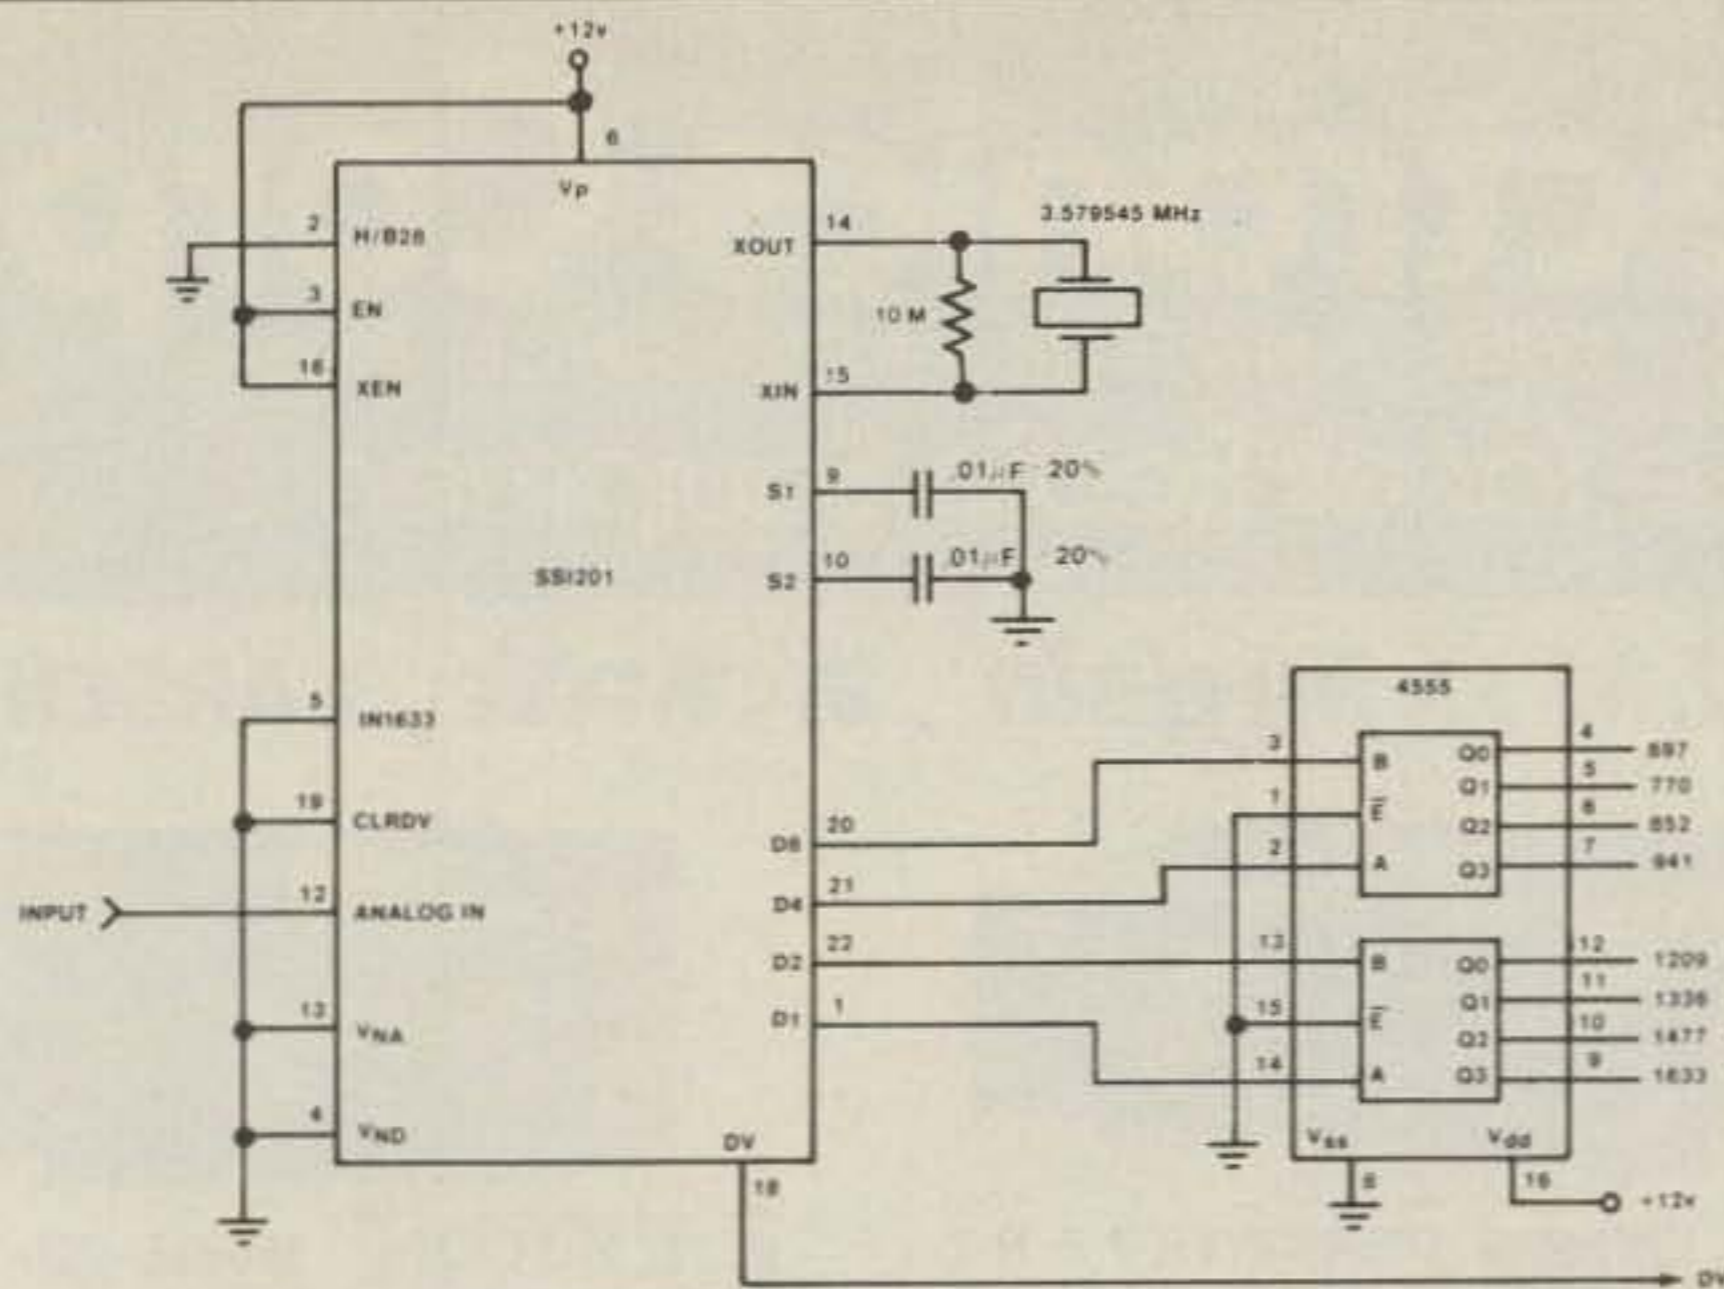 +12v
6
Vp
2
H/B28
3
EN
16
XEN
14
XOUT
3.579545 MHz
10 M
15
XIN
9
S1
.01µF 20%
10
S2
.01µF 20%
SSI201
5
IN1633
19
CLRDV
INPUT
12
ANALOG IN
13
VNA
4
VND
DV
18
20
D8
21
D4
22
D2
1
D1
4555
3
B
1
E̅
2
A
Q0
4
697
Q1
5
770
Q2
6
852
Q3
7
941
13
B
15
E̅
14
A
Q0
12
1209
Q1
11
1336
Q2
10
1477
Q3
9
1633
Vss
8
Vdd
16
+12v
DV